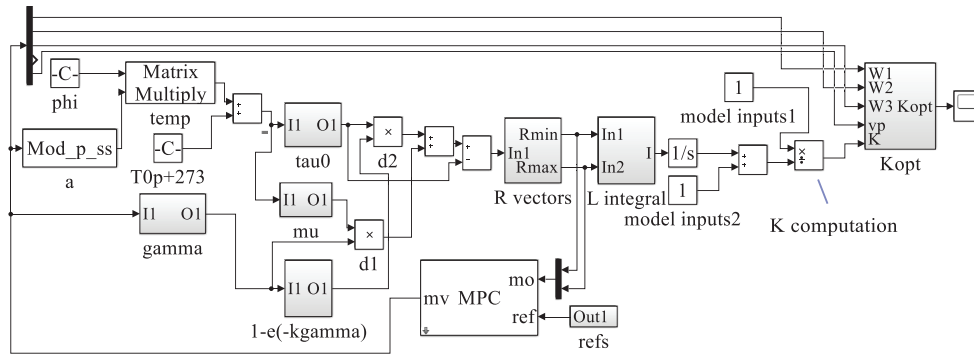 -C-
phi
Matrix
Multiply
temp
Mod_p_ss
a
-C-
T0p+273
+
+
=
I1 O1
tau0
I1 O1
mu
I1 O1
gamma
I1 O1
1-e(-kgamma)
×
d2
×
d1
+
+
+
-
Rmin
In1
Rmax
R vectors
In1
I
In2
L integral
1/s
1
model inputs1
1
model inputs2
+
+
×
÷
K computation
W1
W2
W3 Kopt
vp
K
Kopt
mo
mv MPC
ref
Out1
refs